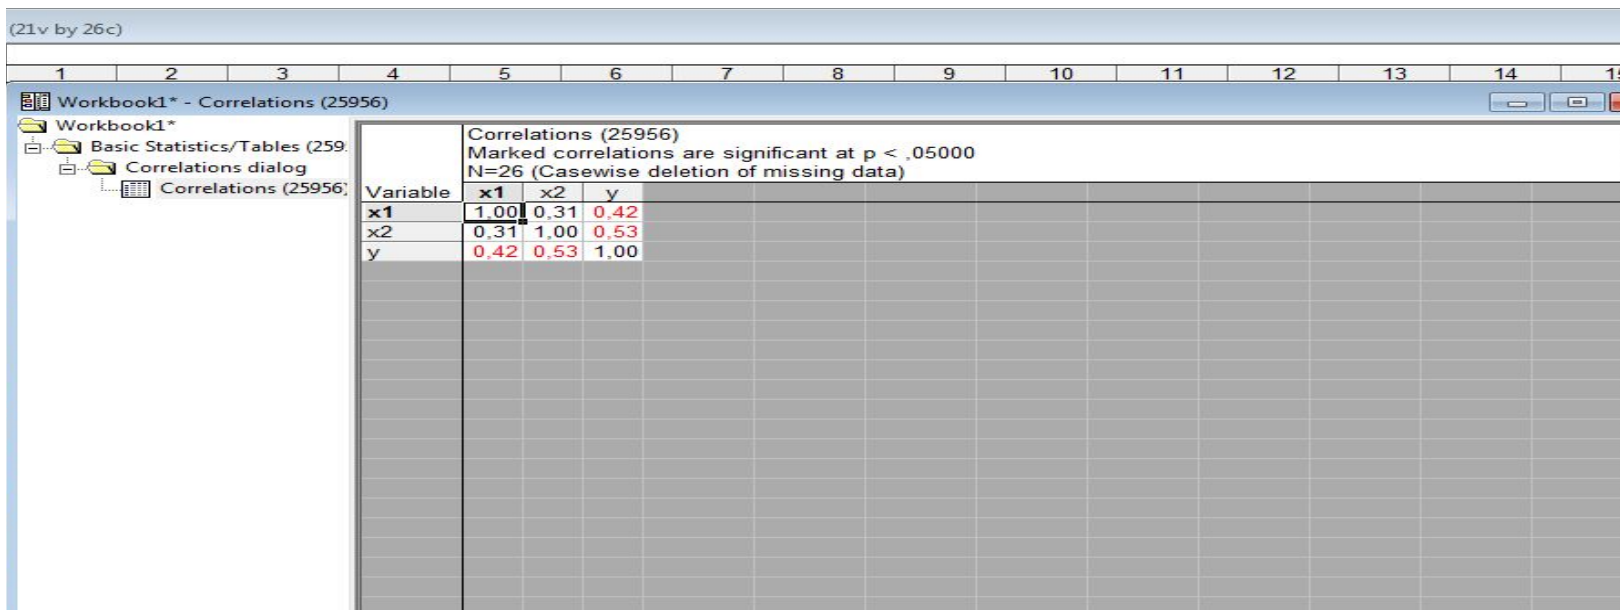 (21v by 26c)
1 2 3 4 5 6 7 8 9 10 11 12 13 14
Workbook1* - Correlations (25956)
Workbook1*
Basic Statistics/Tables (259
Correlations dialog
Correlations (25956)
Correlations (25956)
Marked correlations are significant at p < ,05000
N=26 (Casewise deletion of missing data)
Variable x1 x2 y
x1 1,00 0,31 0,42
x2 0,31 1,00 0,53
y 0,42 0,53 1,00